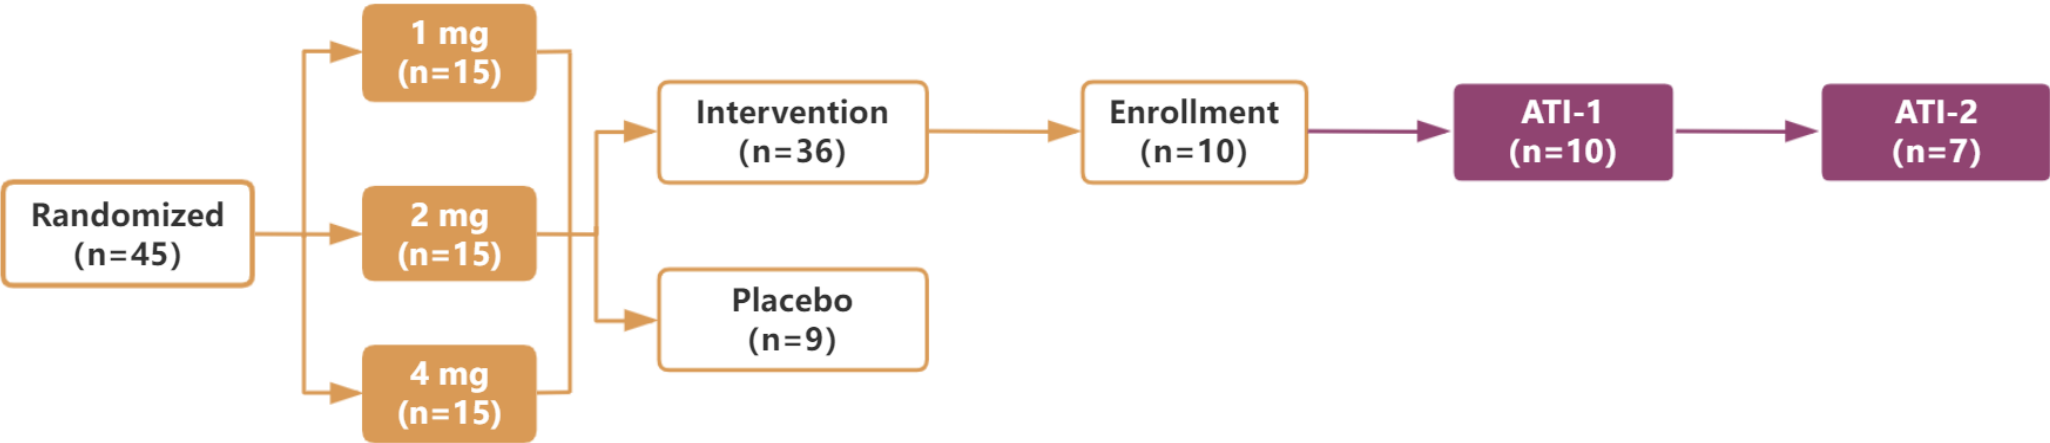 Randomized
(n=45)
1 mg
(n=15)
2 mg
(n=15)
4 mg
(n=15)
Intervention
(n=36)
Placebo
(n=9)
Enrollment
(n=10)
ATI-1
(n=10)
ATI-2
(n=7)